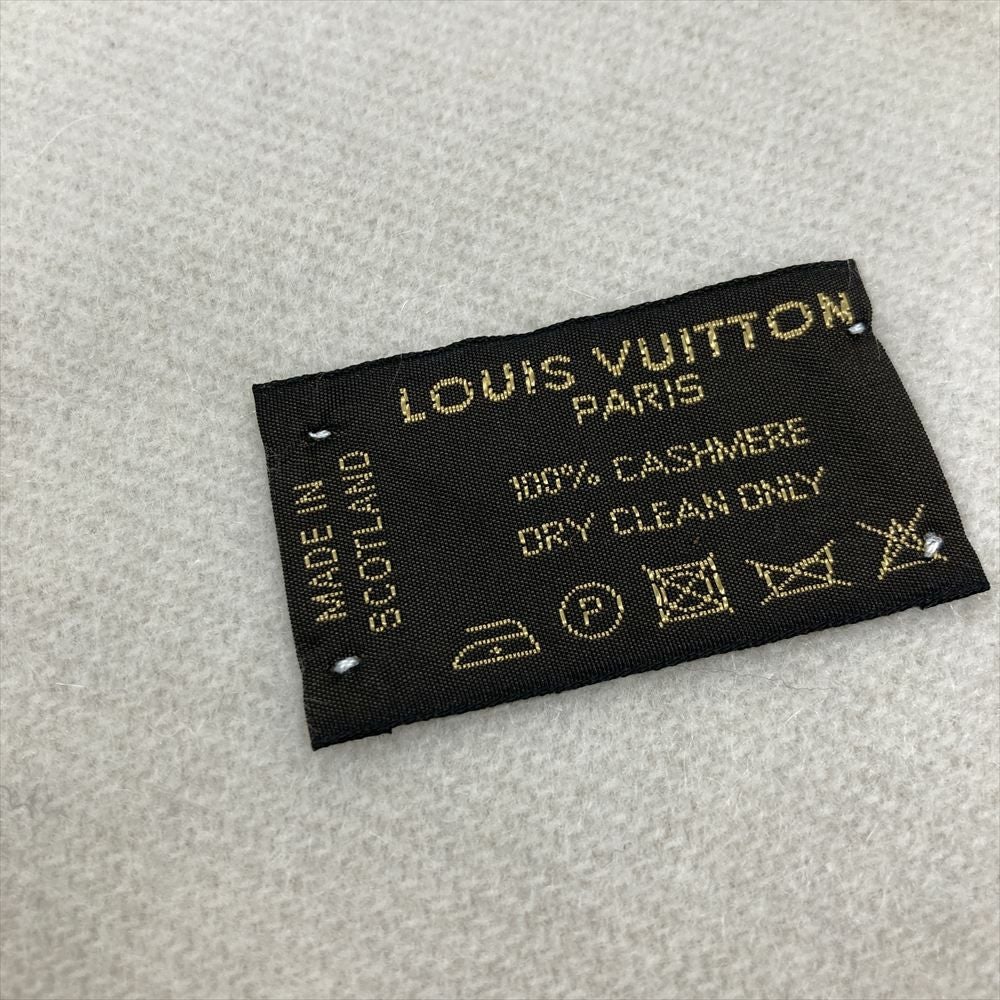 LOUIS VUITTON
PARIS
100% CASHMERE
DRY CLEAN ONLY
P
MADE IN
SCOTLAND